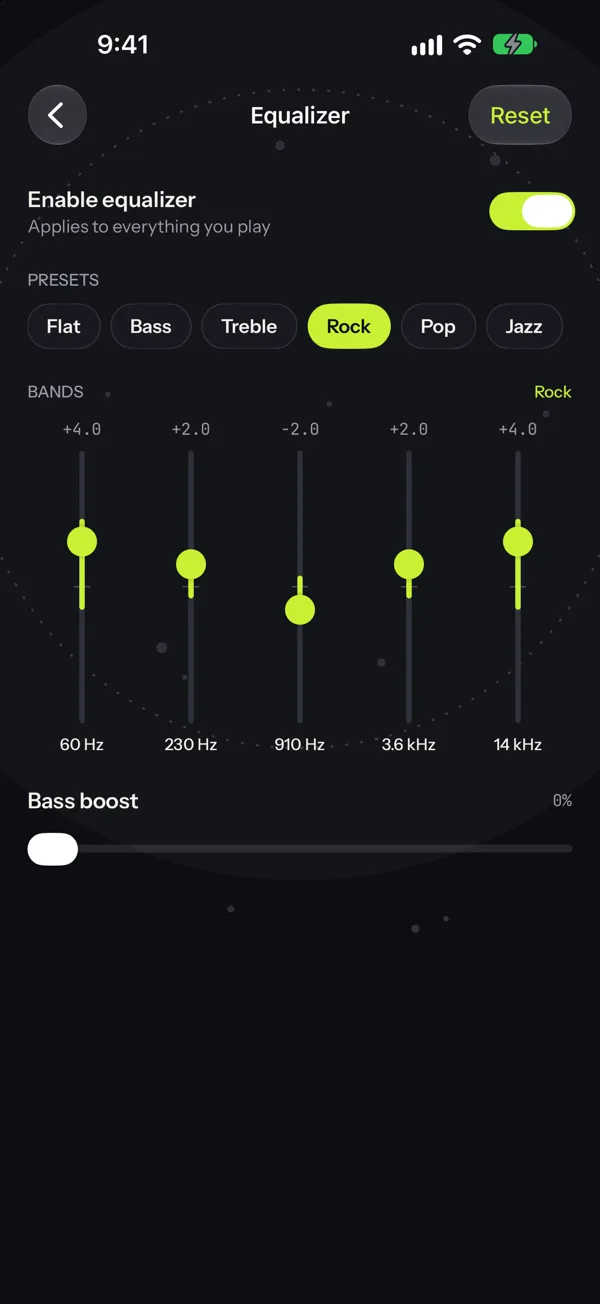 9:41
Equalizer
Reset
Enable equalizer
Applies to everything you play
PRESETS
Flat Bass Treble Rock Pop Jazz
BANDS Rock
+4.0 +2.0 -2.0 +2.0 +4.0
60 Hz 230 Hz 910 Hz 3.6 kHz 14 kHz
Bass boost 0%